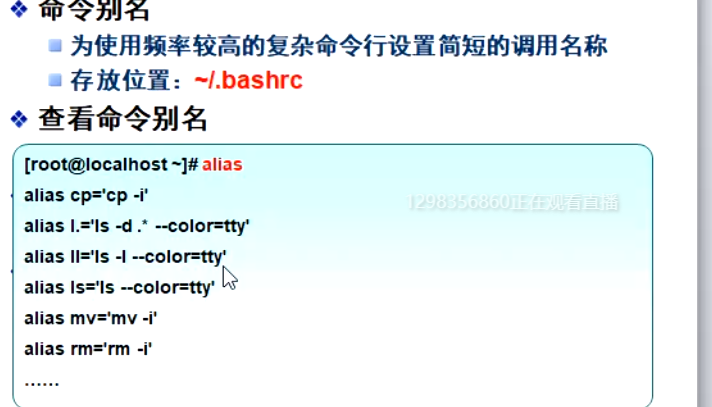 命令别名
为使用频率较高的复杂命令行设置简短的调用名称
存放位置：~/.bashrc
查看命令别名
[root@localhost ~]# alias
alias cp='cp -i'
1298356860正在观看直播
alias l.='ls -d .* --color=tty'
alias ll='ls -l --color=tty'
alias ls='ls --color=tty'
alias mv='mv -i'
alias rm='rm -i'
……